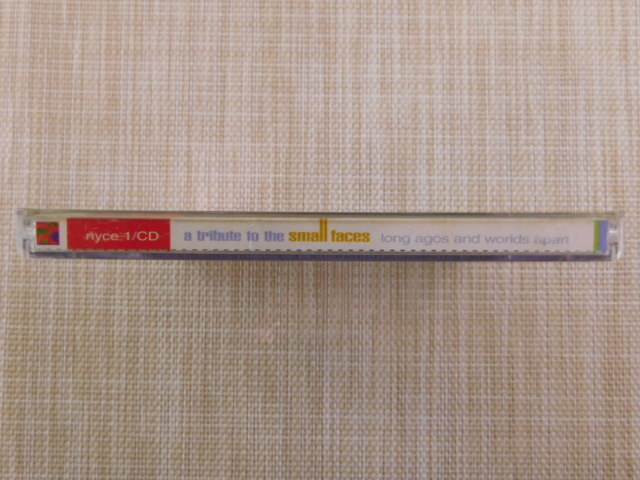 nyce 1/CD a tribute to the small faces long agos and worlds apart